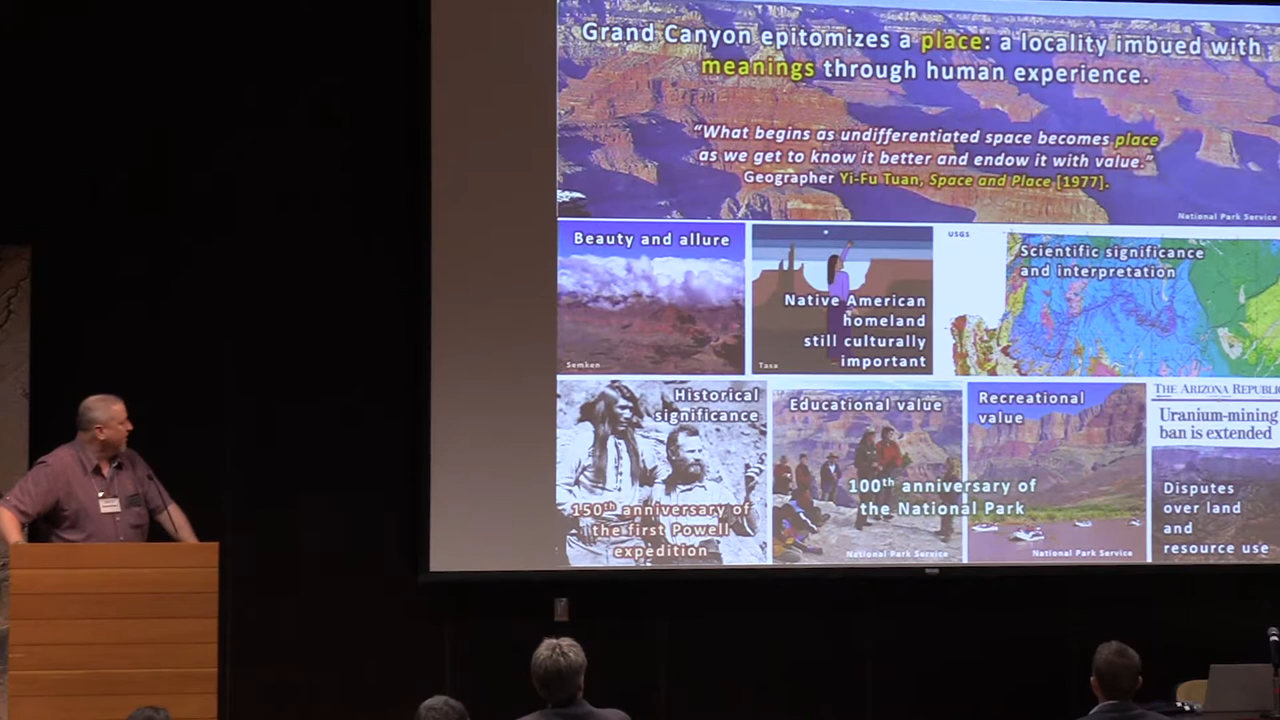 Grand Canyon epitomizes a place: a locality imbued with
meanings through human experience.
"What begins as undifferentiated space becomes place
as we get to know it better and endow it with value."
Geographer Yi-Fu Tuan, Space and Place [1977].
National Park Service
Beauty and allure
Semken
Native American
homeland
still culturally
important
Tasa
USGS
Scientific significance
and interpretation
Historical
significance
150th anniversary of
the first Powell
expedition
Educational value
100th anniversary of
the National Park
National Park Service
Recreational
value
National Park Service
THE ARIZONA REPUBLI
Uranium-mining
ban is extended
Disputes
over land
and
resource use